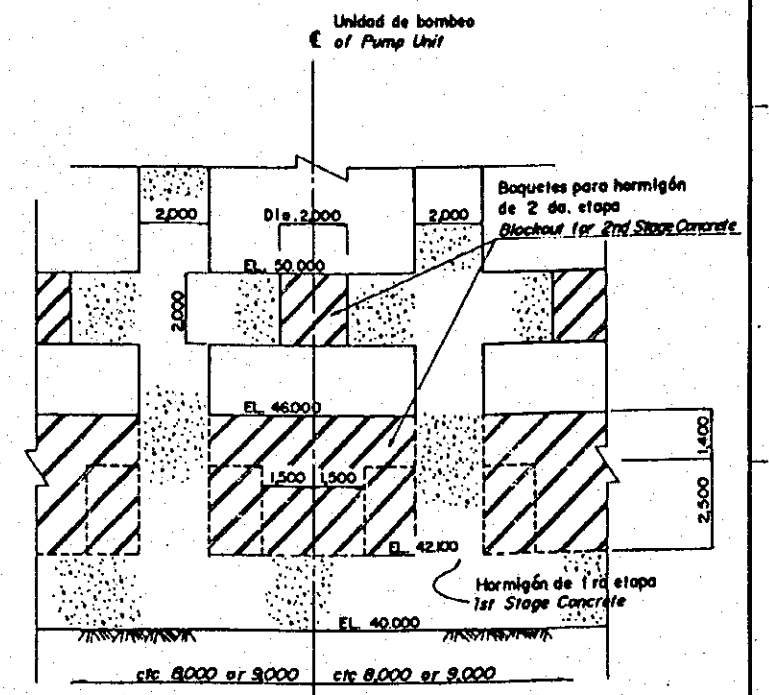 Unidad de bombeo
℄ of Pump Unit
Boquetes para hormigón
de 2 da. etapa
Blockout for 2nd Stage Concrete
2,000
Dia. 2,000
2,000
EL. 50.000
2,000
EL. 46.000
1,400
1,500
1,500
2,500
EL. 42.100
Hormigón de 1 ra etapa
1st Stage Concrete
EL. 40.000
ctc 8,000 or 9,000
ctc 8,000 or 9,000